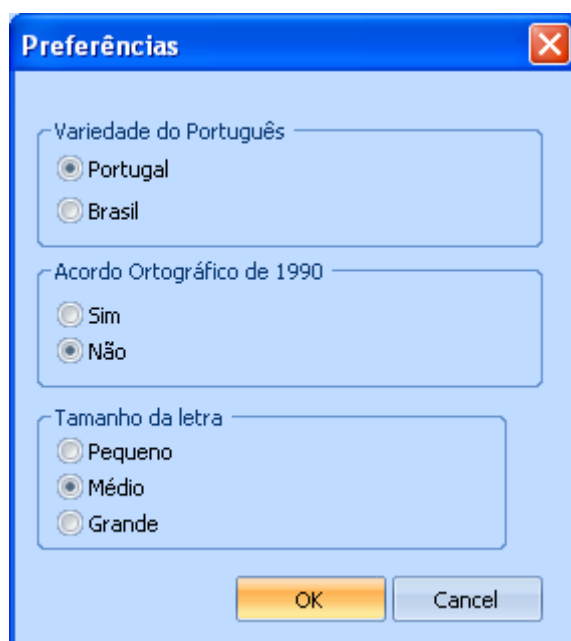 Preferências
Variedade do Português
Portugal
Brasil
Acordo Ortográfico de 1990
Sim
Não
Tamanho da letra
Pequeno
Médio
Grande
OK Cancel